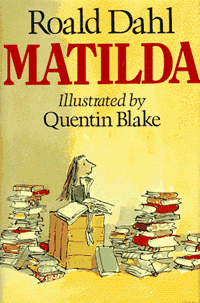 Roald Dahl
MATILDA
Illustrated by
Quentin Blake